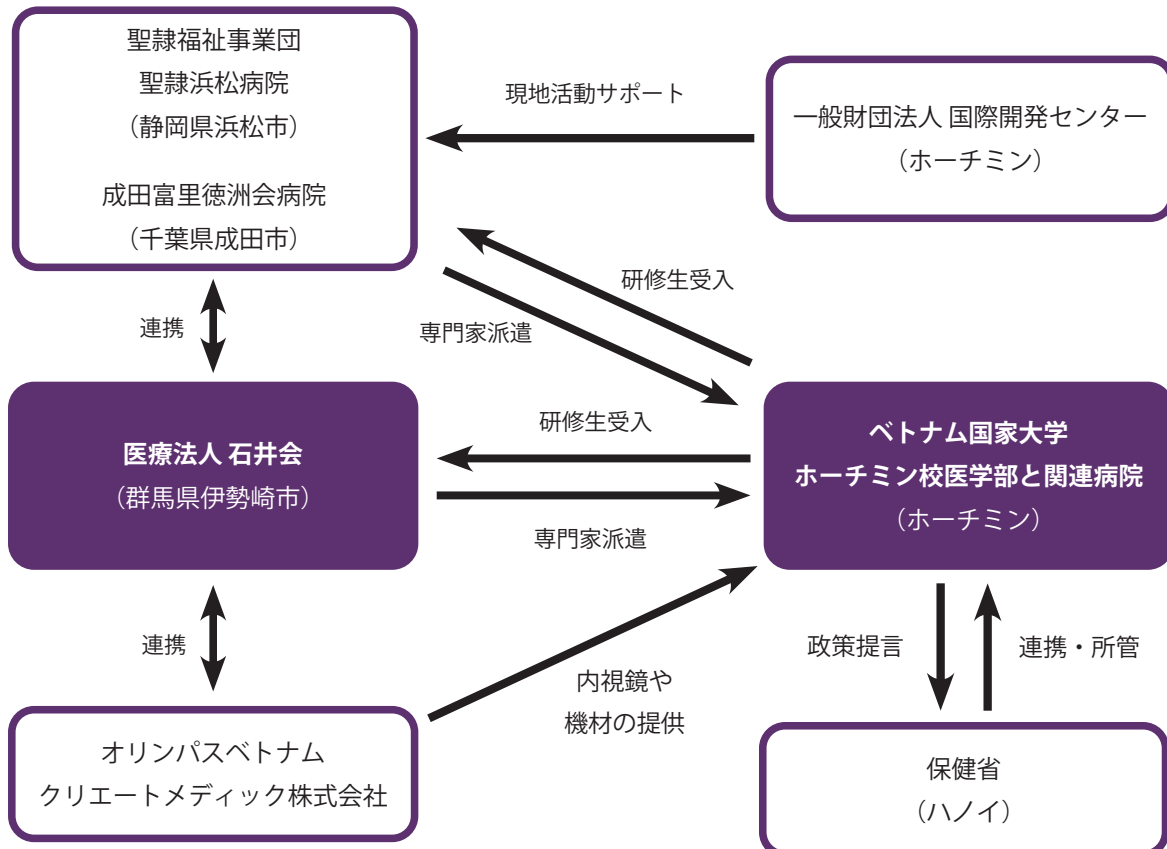 聖隷福祉事業団
聖隷浜松病院
（静岡県浜松市）
成田富里徳洲会病院
（千葉県成田市）
現地活動サポート
一般財団法人 国際開発センター
（ホーチミン）
研修生受入
専門家派遣
連携
医療法人 石井会
（群馬県伊勢崎市）
研修生受入
専門家派遣
ベトナム国家大学
ホーチミン校医学部と関連病院
（ホーチミン）
連携
内視鏡や
機材の提供
政策提言
連携・所管
オリンパスベトナム
クリエートメディック株式会社
保健省
（ハノイ）